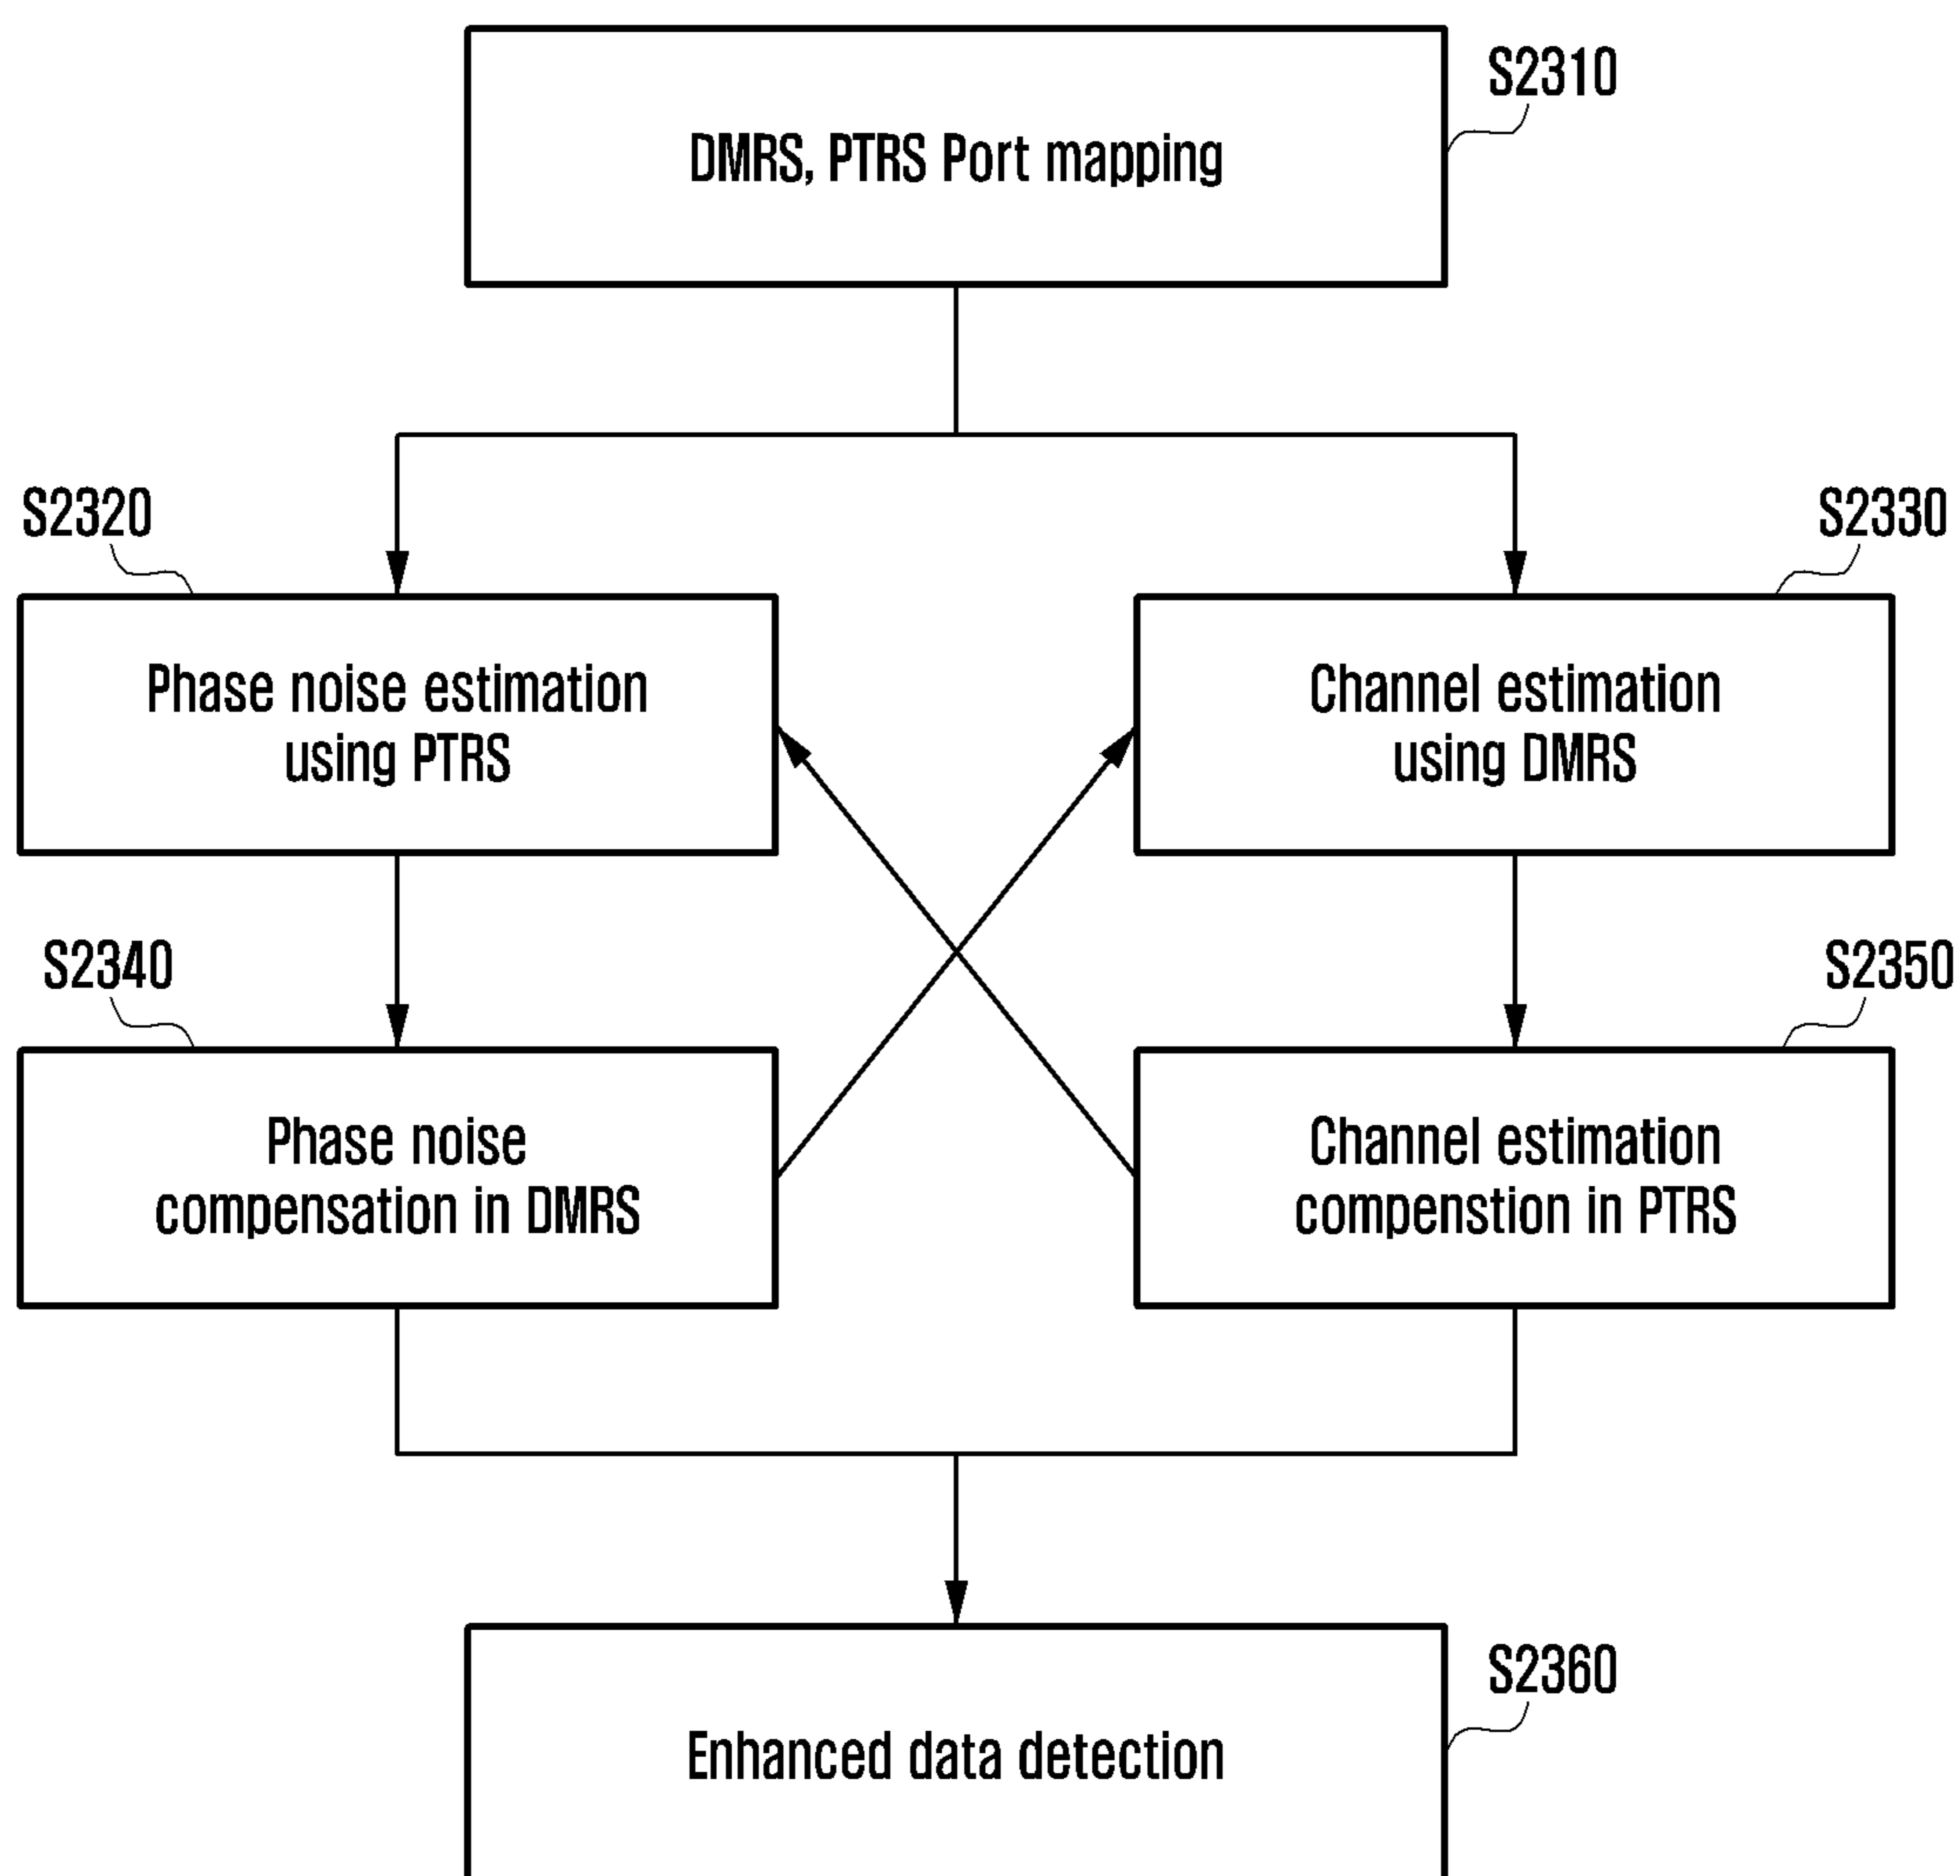 S2310
DMRS, PTRS Port mapping
S2320
S2330
Phase noise estimation
using PTRS
Channel estimation
using DMRS
S2340
S2350
Phase noise
compensation in DMRS
Channel estimation
compenstion in PTRS
S2360
Enhanced data detection